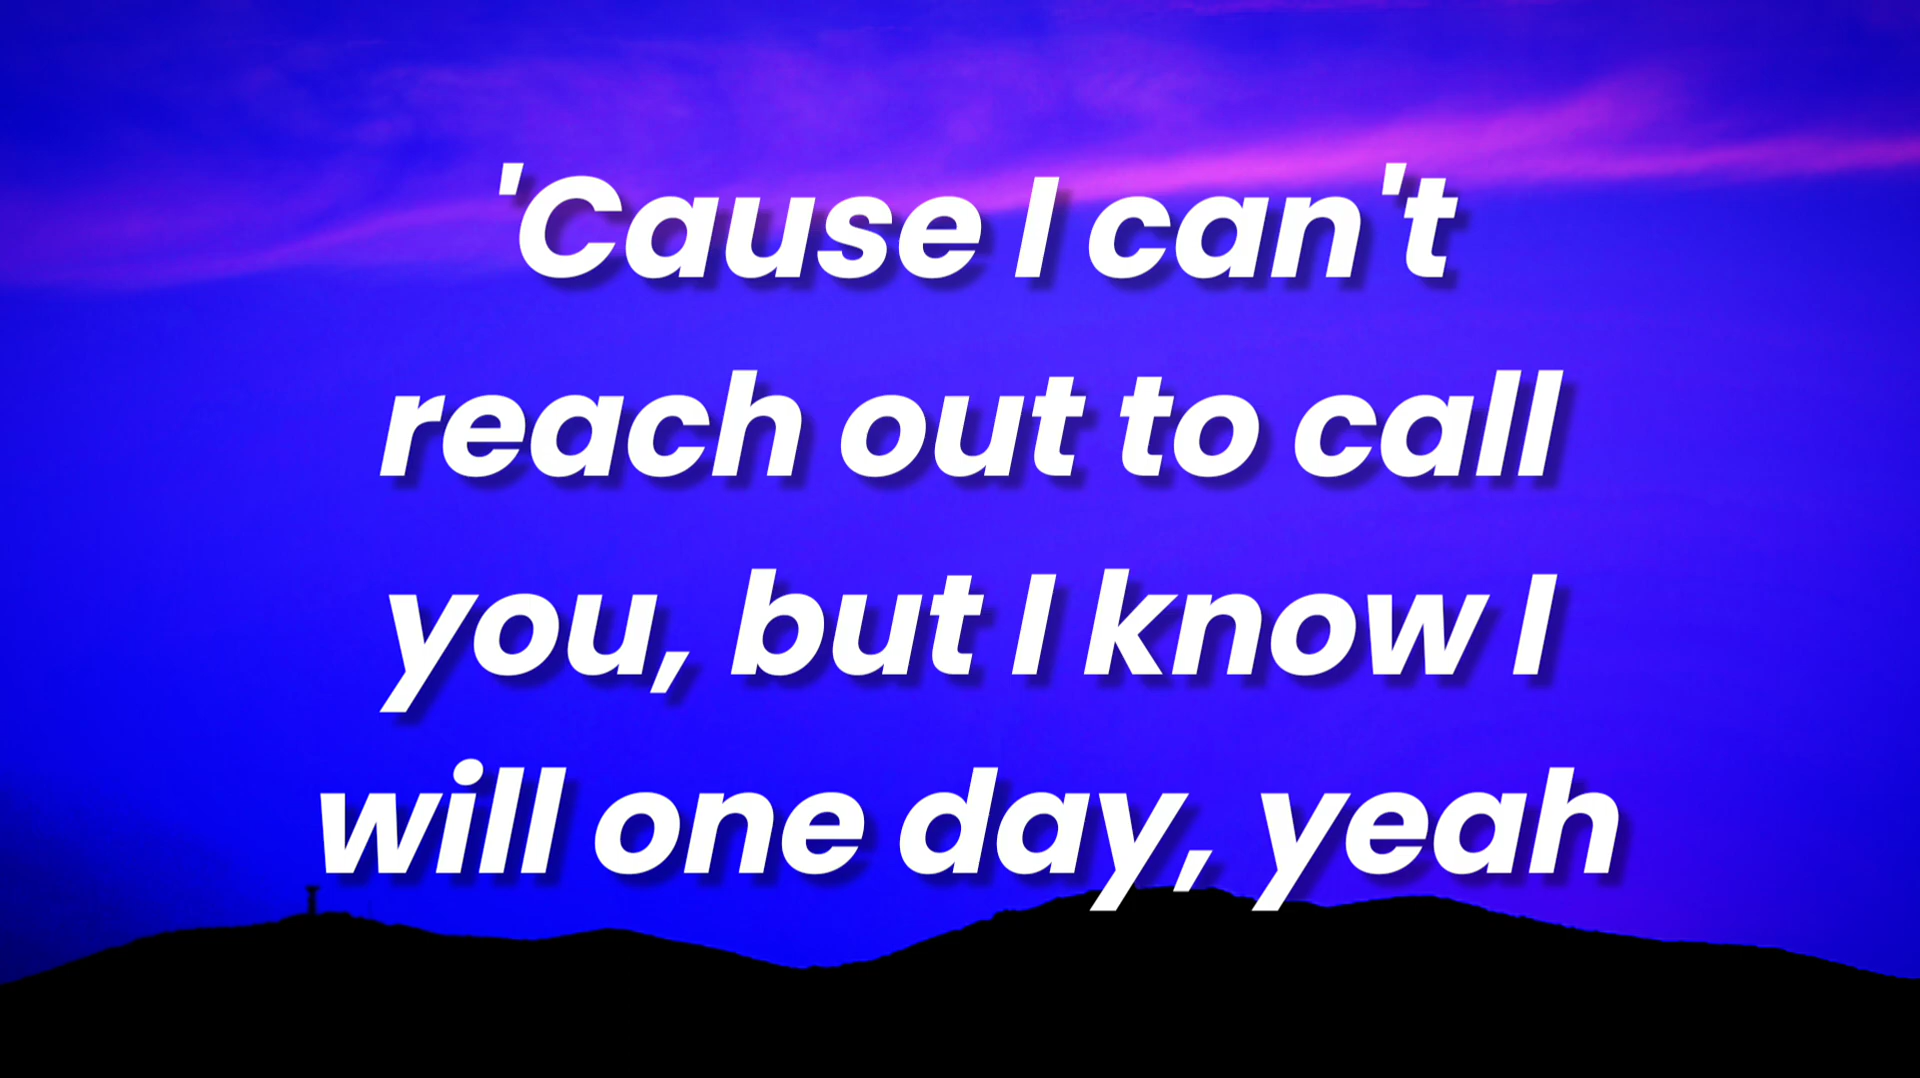 'Cause I can't
reach out to call
you, but I know I
will one day, yeah